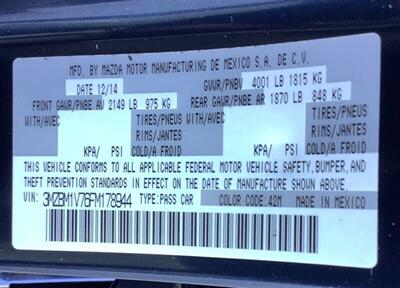 MFD. BY MAZDA MOTOR MANUFACTURING DE MEXICO S.A. DE C.V.
DATE 12/14 GVWR/PNBV 4001 LB 1815 KG
FRONT GAWR/PNBE AV 2149 LB 975 KG REAR GAWR/PNBE AR 1870 LB 848 KG
WITH/AVEC TIRES/PNEUS WITH/AVEC TIRES/PNEUS
RIMS/JANTES RIMS/JANTES
KPA/ PSI COLD/A FROID KPA/ PSI COLD/A FROID
THIS VEHICLE CONFORMS TO ALL APPLICABLE FEDERAL MOTOR VEHICLE SAFETY, BUMPER, AND
THEFT PREVENTION STANDARDS IN EFFECT ON THE DATE OF MANUFACTURE SHOWN ABOVE.
VIN: 3MZBM1V76FM178944 TYPE: PASS CAR COLOR CODE: 42M MADE IN MEXICO